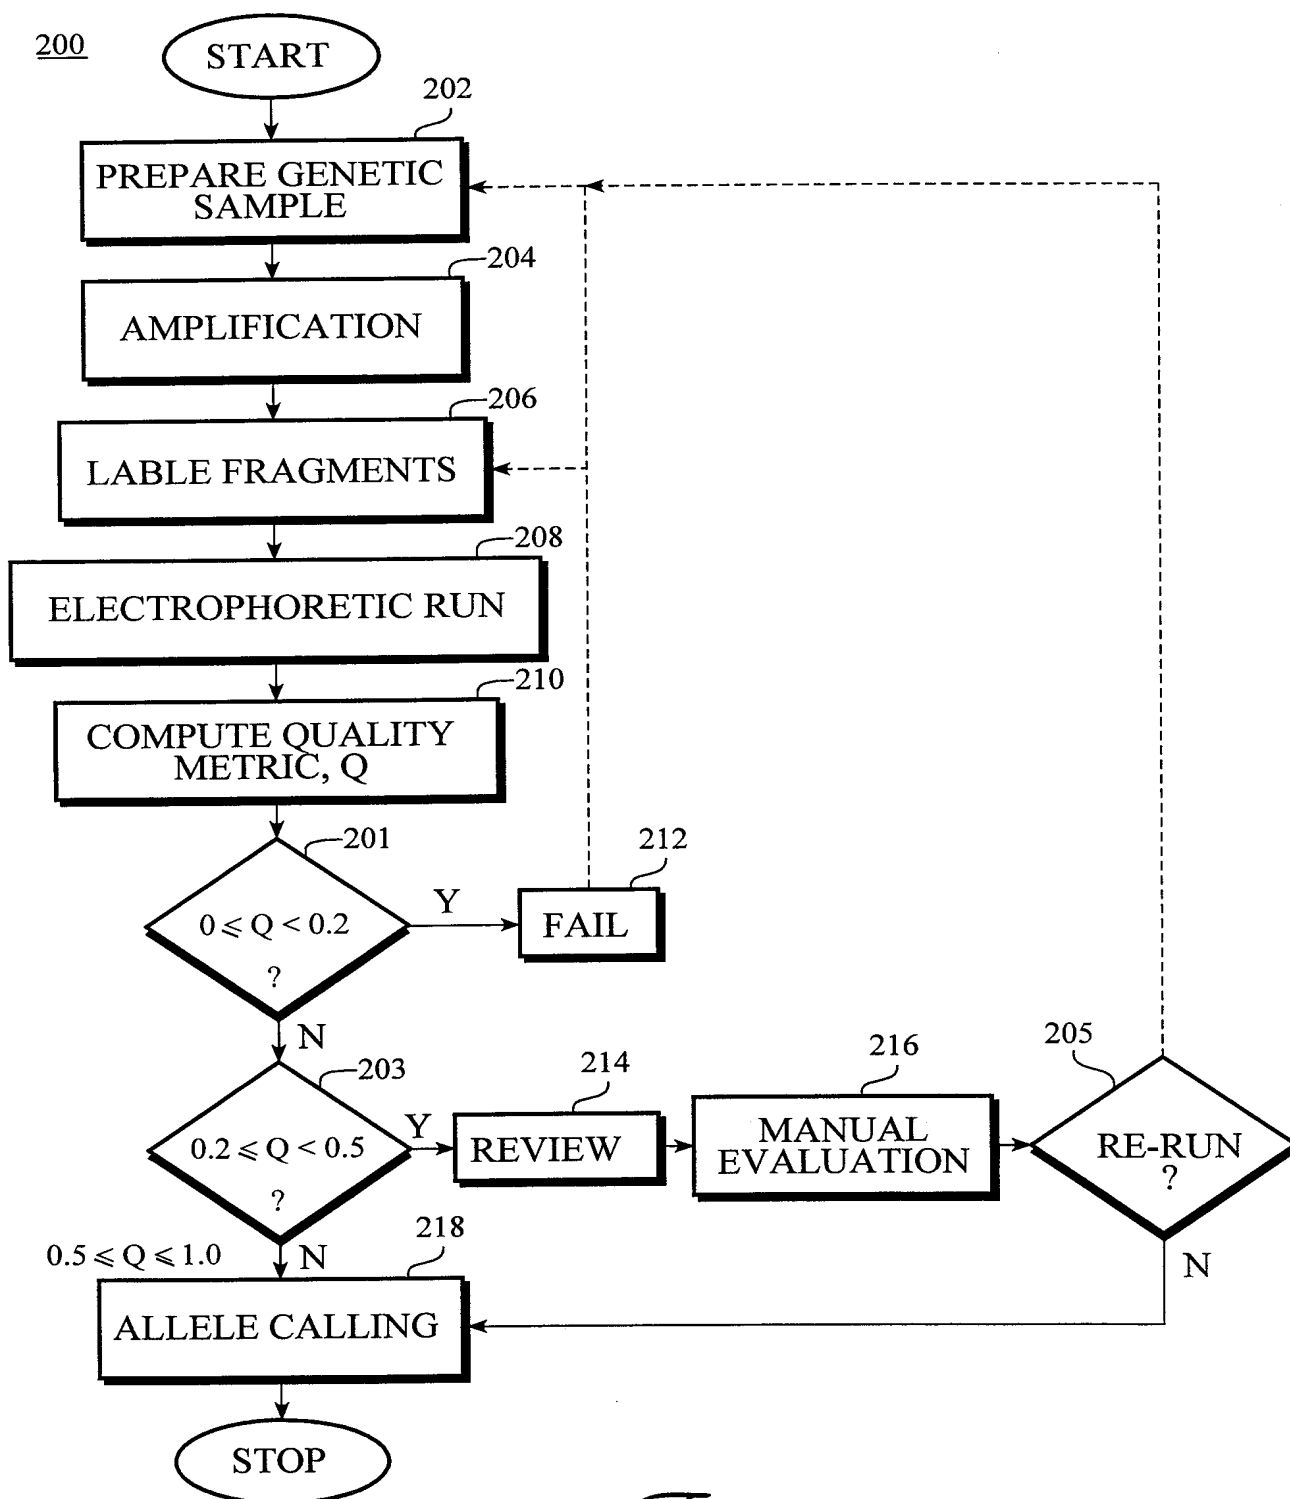 200
START
202
PREPARE GENETIC
SAMPLE
204
AMPLIFICATION
206
LABLE FRAGMENTS
208
ELECTROPHORETIC RUN
210
COMPUTE QUALITY
METRIC, Q
201
0 ⩽ Q < 0.2
?
Y
212
FAIL
N
203
0.2 ⩽ Q < 0.5
?
Y
214
REVIEW
216
MANUAL
EVALUATION
205
RE-RUN
?
N
0.5 ⩽ Q ⩽ 1.0
N
218
ALLELE CALLING
STOP